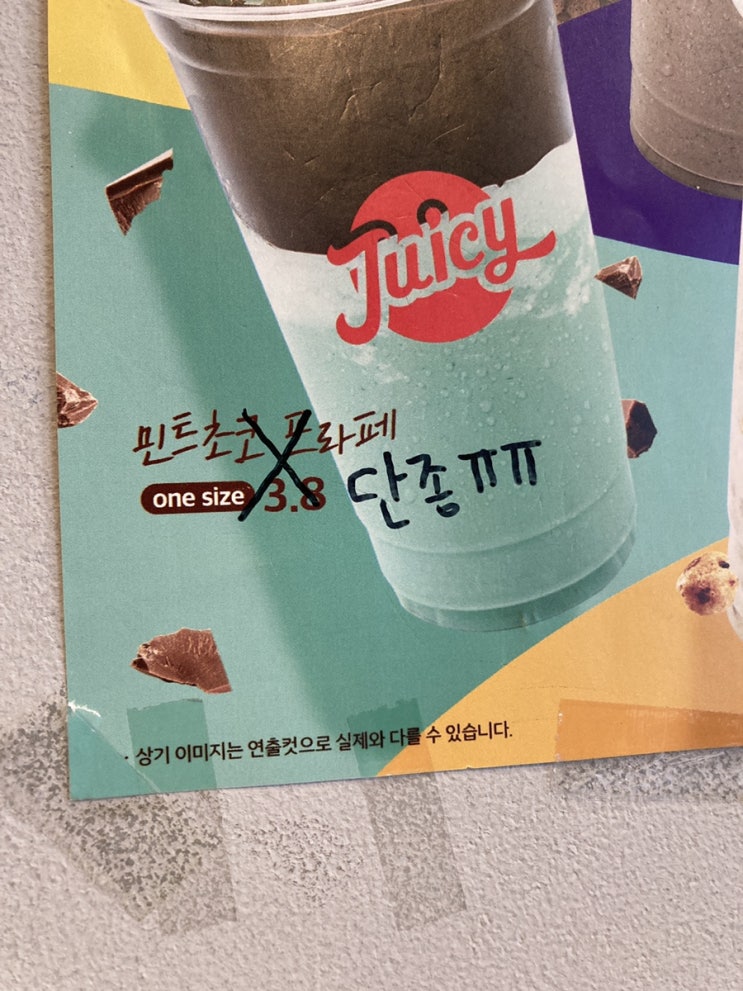 Juicy
민트초코 프라페
one size 3.8 단종ㅠㅠ
· 상기 이미지는 연출컷으로 실제와 다를 수 있습니다.